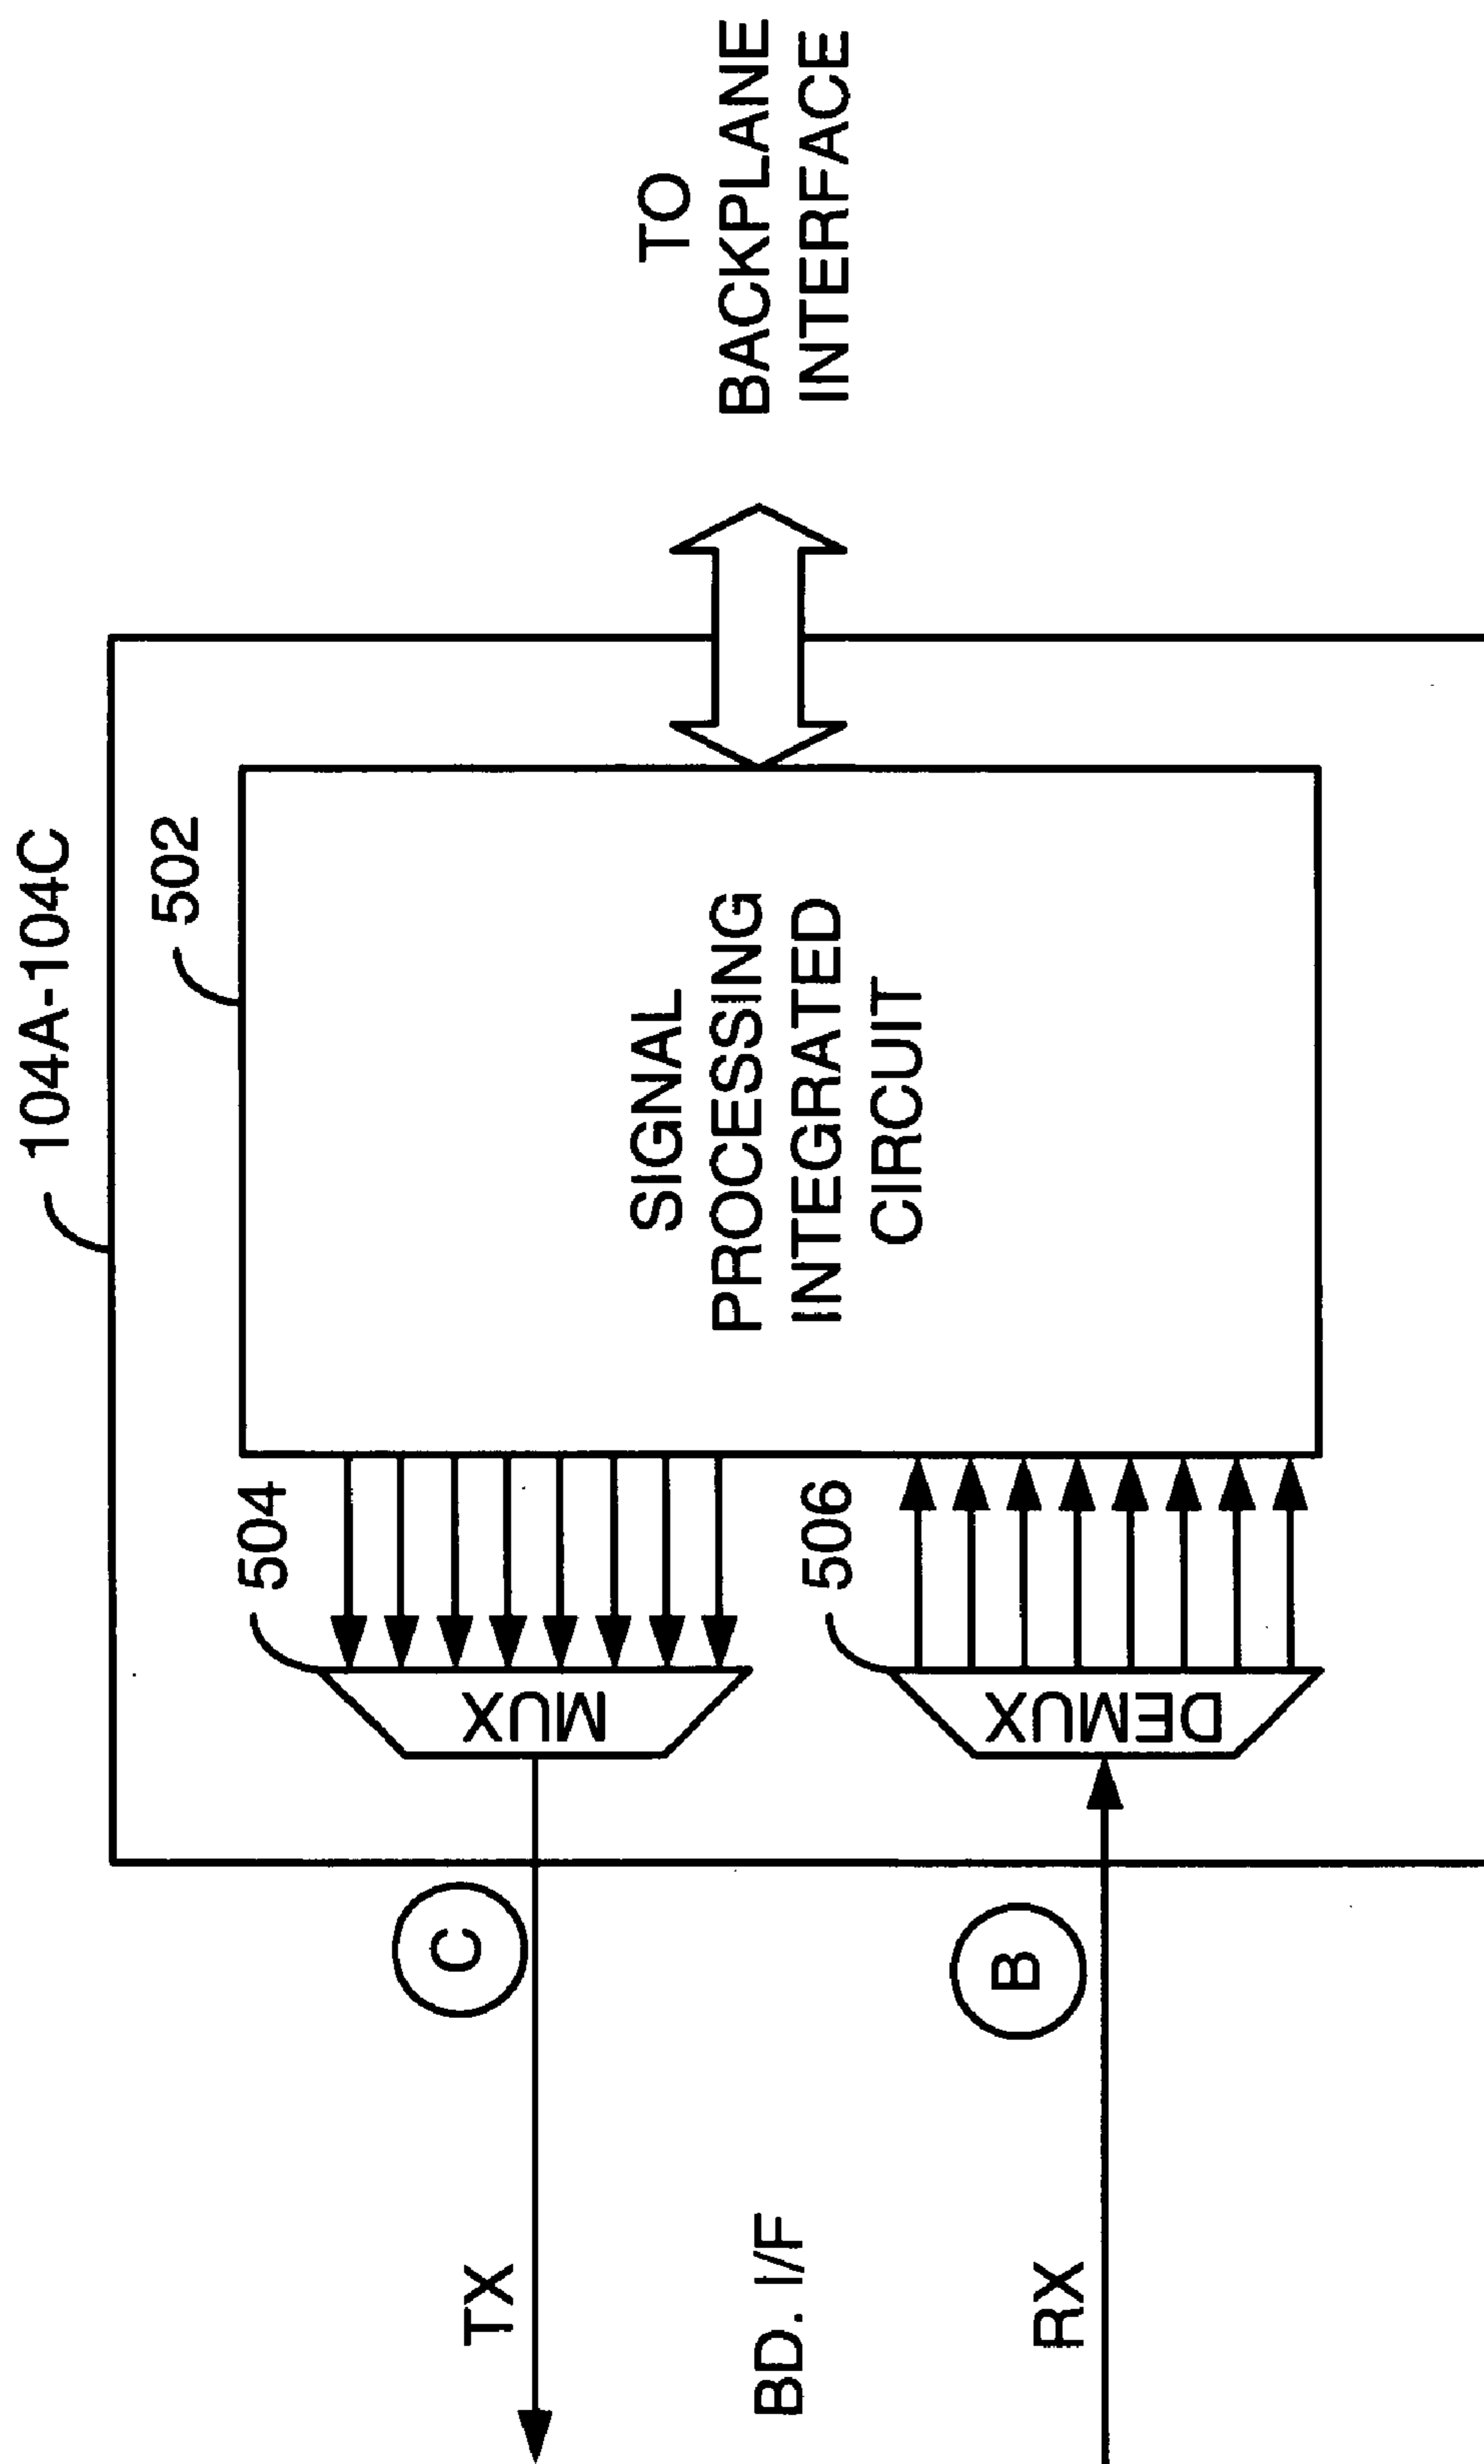 104A-104C
502
504
506
SIGNAL
PROCESSING
INTEGRATED
CIRCUIT
MUX
DEMUX
C
B
TX
BD. I/F
RX
TO
BACKPLANE
INTERFACE